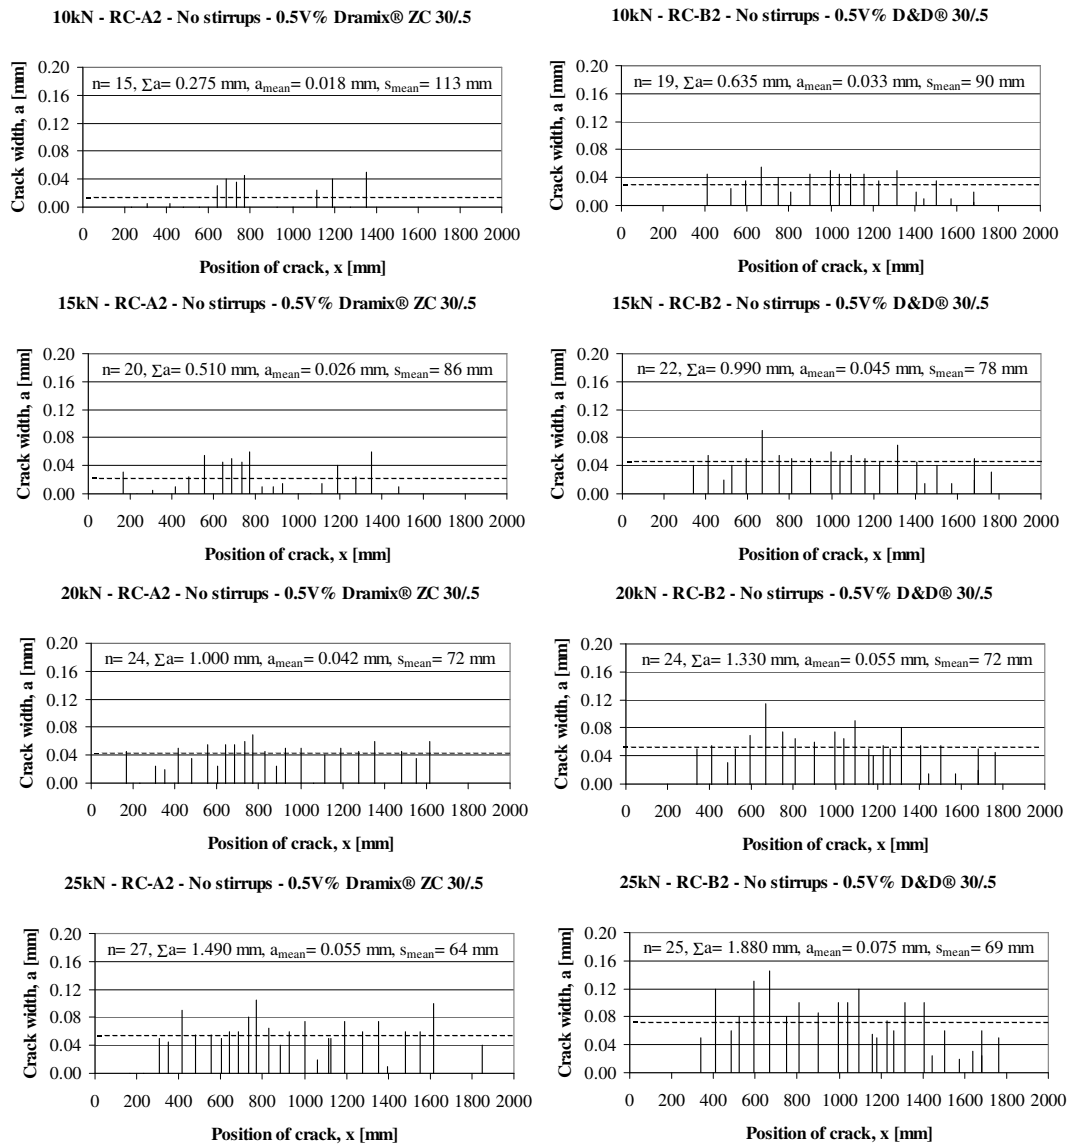 10kN - RC-A2 - No stirrups - 0.5V% Dramix® ZC 30/.5
Crack width, a [mm]
0.20
0.16
0.12
0.08
0.04
0.00
n= 15, Σa= 0.275 mm, amean= 0.018 mm, smean= 113 mm
0 200 400 600 800 1000 1200 1400 1600 1800 2000
Position of crack, x [mm]
10kN - RC-B2 - No stirrups - 0.5V% D&D® 30/.5
Crack width, a [mm]
0.20
0.16
0.12
0.08
0.04
0.00
n= 19, Σa= 0.635 mm, amean= 0.033 mm, smean= 90 mm
0 200 400 600 800 1000 1200 1400 1600 1800 2000
Position of crack, x [mm]
15kN - RC-A2 - No stirrups - 0.5V% Dramix® ZC 30/.5
Crack width, a [mm]
0.20
0.16
0.12
0.08
0.04
0.00
n= 20, Σa= 0.510 mm, amean= 0.026 mm, smean= 86 mm
0 200 400 600 800 1000 1200 1400 1600 1800 2000
Position of crack, x [mm]
15kN - RC-B2 - No stirrups - 0.5V% D&D® 30/.5
Crack width, a [mm]
0.20
0.16
0.12
0.08
0.04
0.00
n= 22, Σa= 0.990 mm, amean= 0.045 mm, smean= 78 mm
0 200 400 600 800 1000 1200 1400 1600 1800 2000
Position of crack, x [mm]
20kN - RC-A2 - No stirrups - 0.5V% Dramix® ZC 30/.5
Crack width, a [mm]
0.20
0.16
0.12
0.08
0.04
0.00
n= 24, Σa= 1.000 mm, amean= 0.042 mm, smean= 72 mm
0 200 400 600 800 1000 1200 1400 1600 1800 2000
Position of crack, x [mm]
20kN - RC-B2 - No stirrups - 0.5V% D&D® 30/.5
Crack width, a [mm]
0.20
0.16
0.12
0.08
0.04
0.00
n= 24, Σa= 1.330 mm, amean= 0.055 mm, smean= 72 mm
0 200 400 600 800 1000 1200 1400 1600 1800 2000
Position of crack, x [mm]
25kN - RC-A2 - No stirrups - 0.5V% Dramix® ZC 30/.5
Crack width, a [mm]
0.20
0.16
0.12
0.08
0.04
0.00
n= 27, Σa= 1.490 mm, amean= 0.055 mm, smean= 64 mm
0 200 400 600 800 1000 1200 1400 1600 1800 2000
Position of crack, x [mm]
25kN - RC-B2 - No stirrups - 0.5V% D&D® 30/.5
Crack width, a [mm]
0.20
0.16
0.12
0.08
0.04
0.00
n= 25, Σa= 1.880 mm, amean= 0.075 mm, smean= 69 mm
0 200 400 600 800 1000 1200 1400 1600 1800 2000
Position of crack, x [mm]